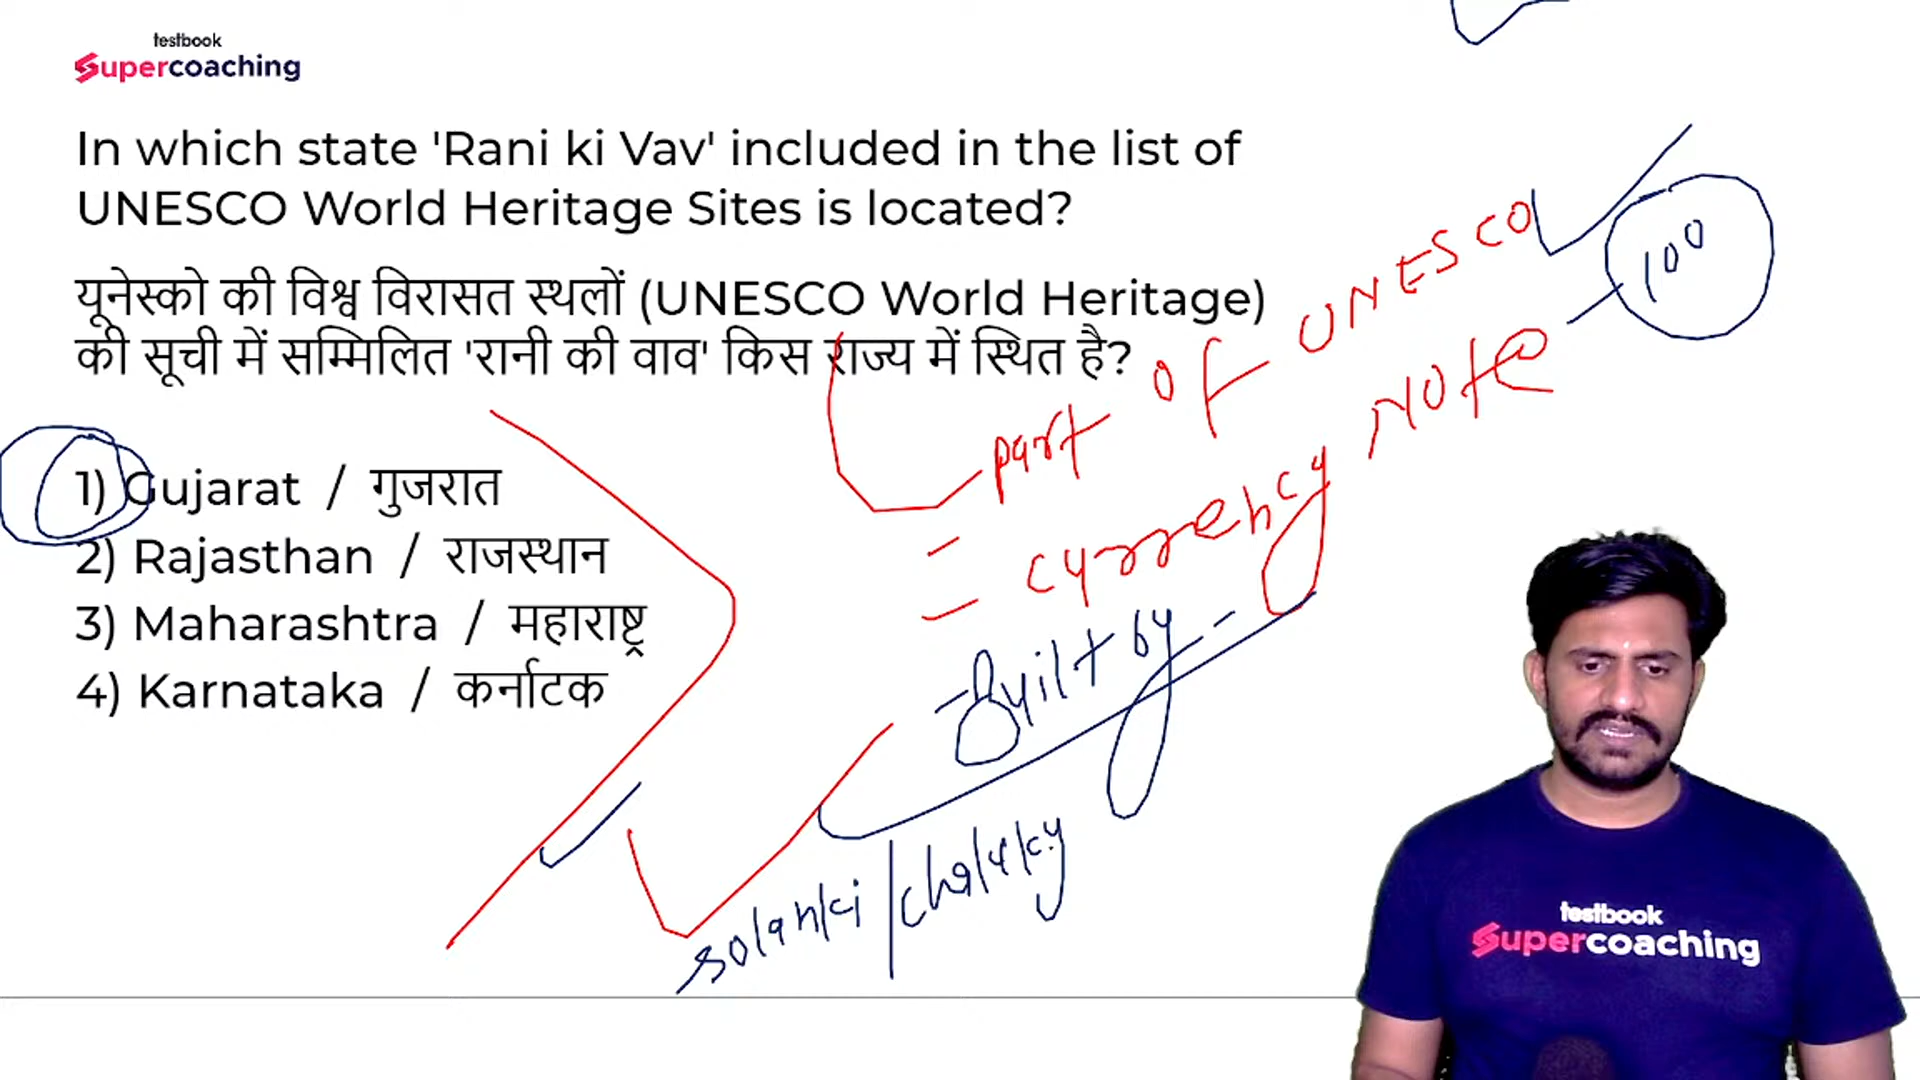 testbook
Supercoaching
In which state 'Rani ki Vav' included in the list of
UNESCO World Heritage Sites is located?
यूनेस्को की विश्व विरासत स्थलों (UNESCO World Heritage)
की सूची में सम्मिलित 'रानी की वाव' किस राज्य में स्थित है?
1) Gujarat / गुजरात
2) Rajasthan / राजस्थान
3) Maharashtra / महाराष्ट्र
4) Karnataka / कर्नाटक
- part of UNESCO
= currency Note - 100
- Built by -
solanki / chaluky
testbook
Supercoaching